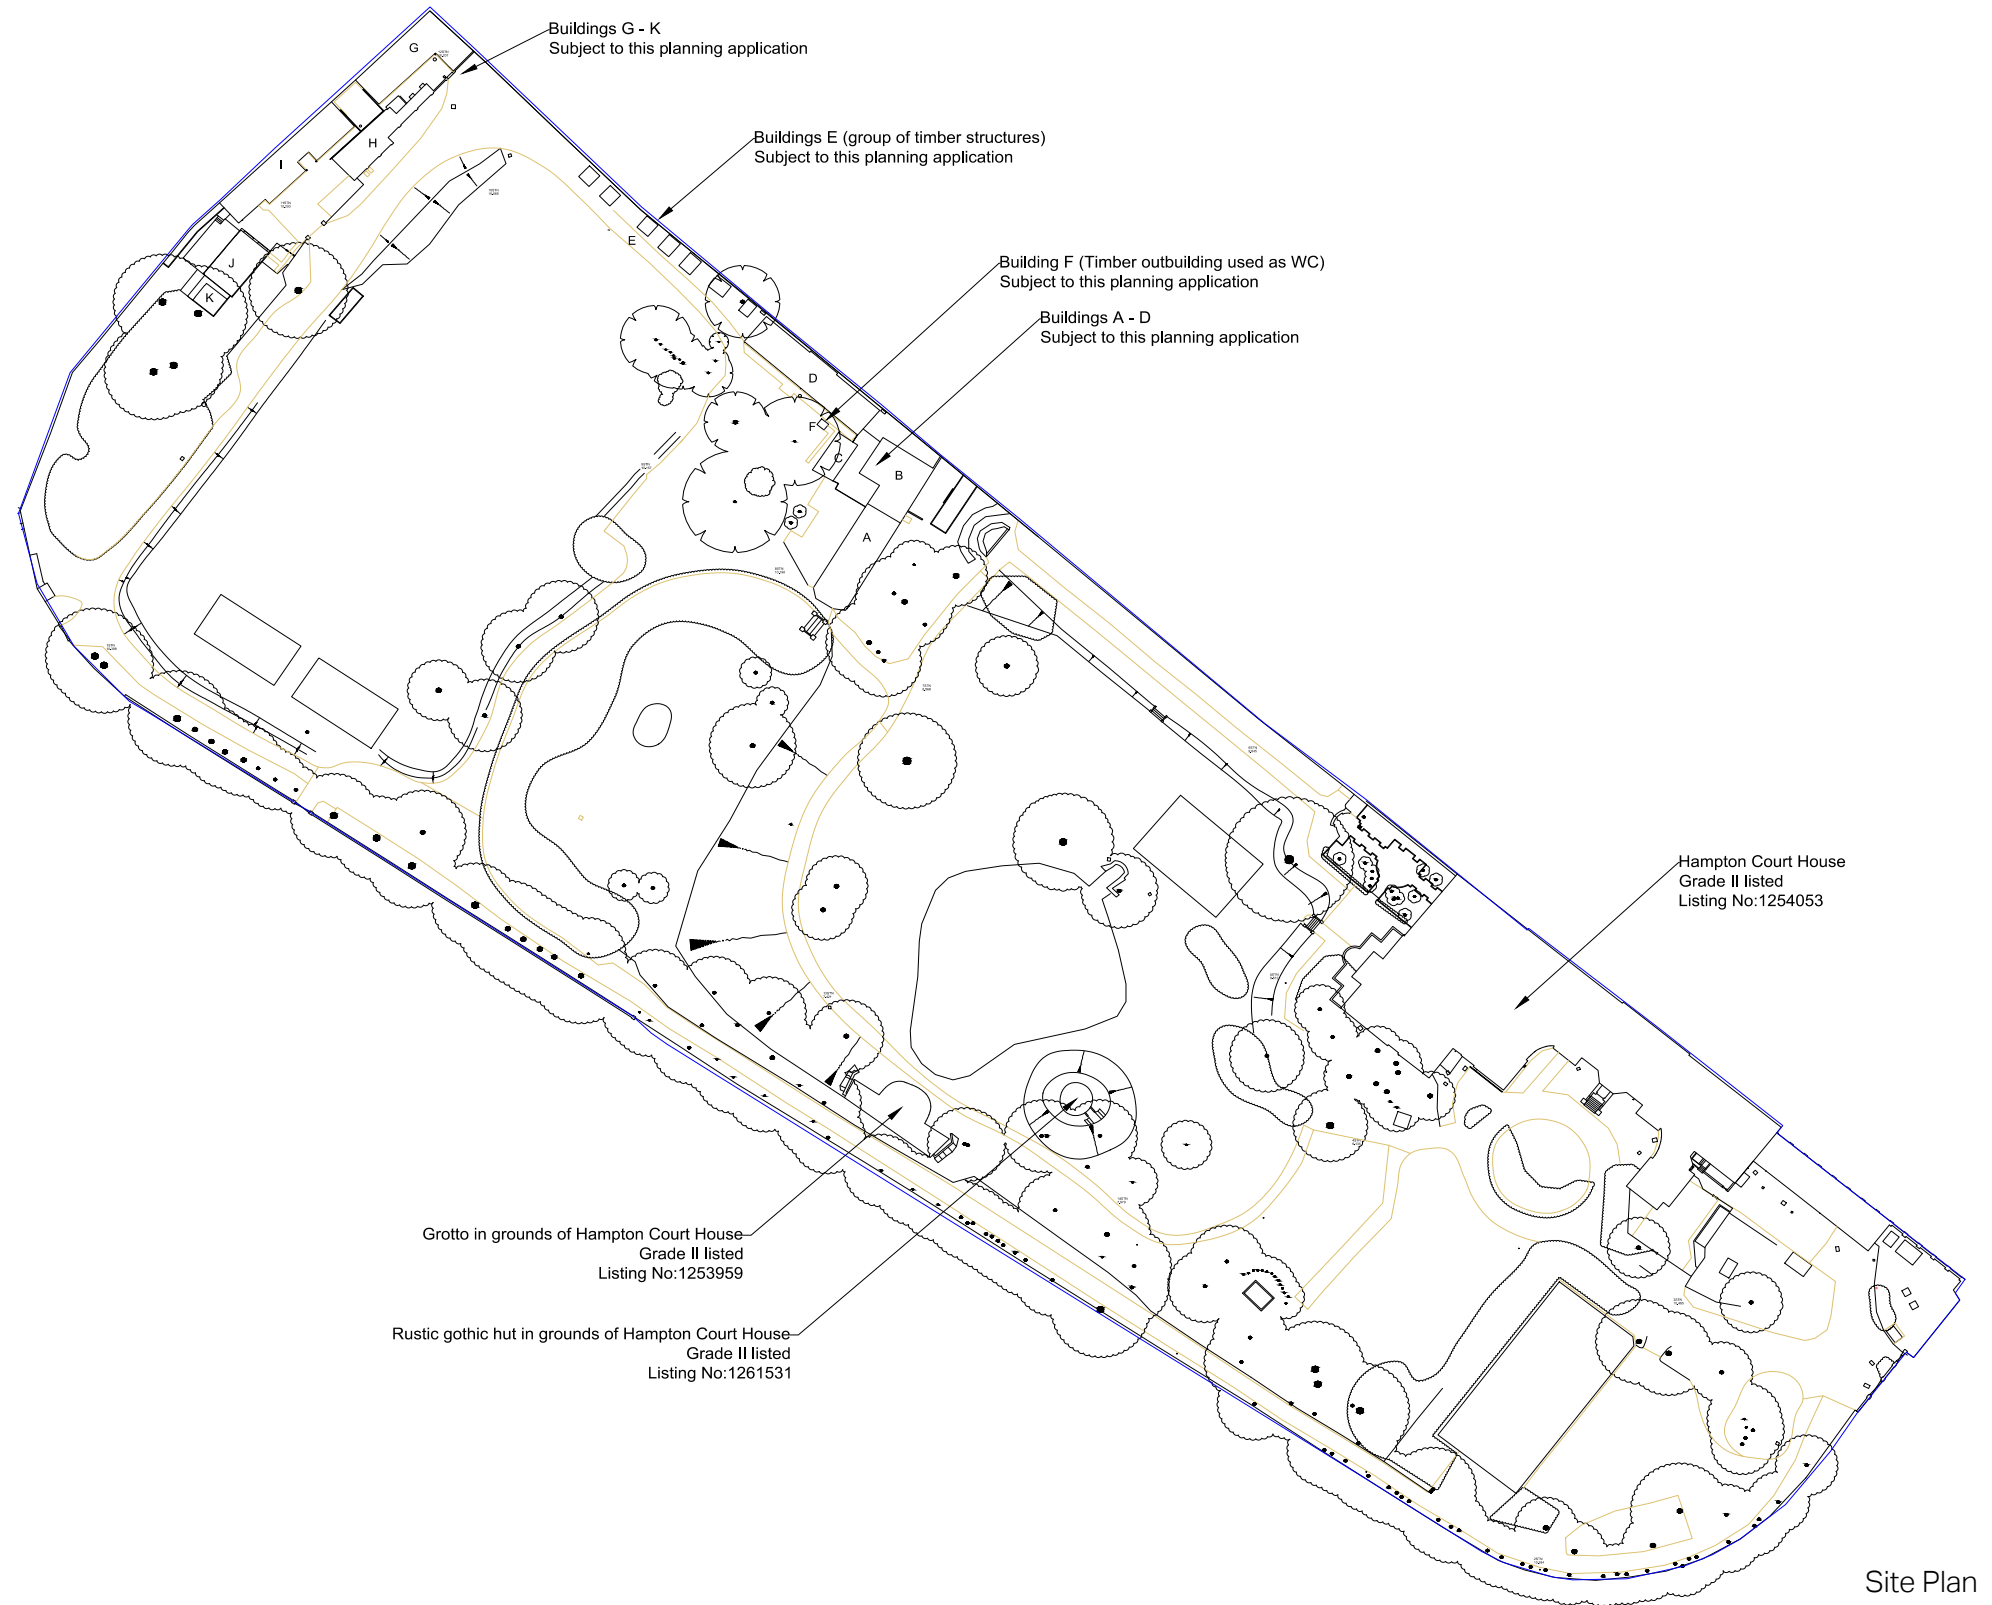 Buildings G - K
Subject to this planning application
G
H
I
J
K
Buildings E (group of timber structures)
Subject to this planning application
E
Building F (Timber outbuilding used as WC)
Subject to this planning application
Buildings A - D
Subject to this planning application
D
F
C
B
A
Hampton Court House
Grade II listed
Listing No:1254053
Grotto in grounds of Hampton Court House
Grade II listed
Listing No:1253959
Rustic gothic hut in grounds of Hampton Court House
Grade II listed
Listing No:1261531
Site Plan